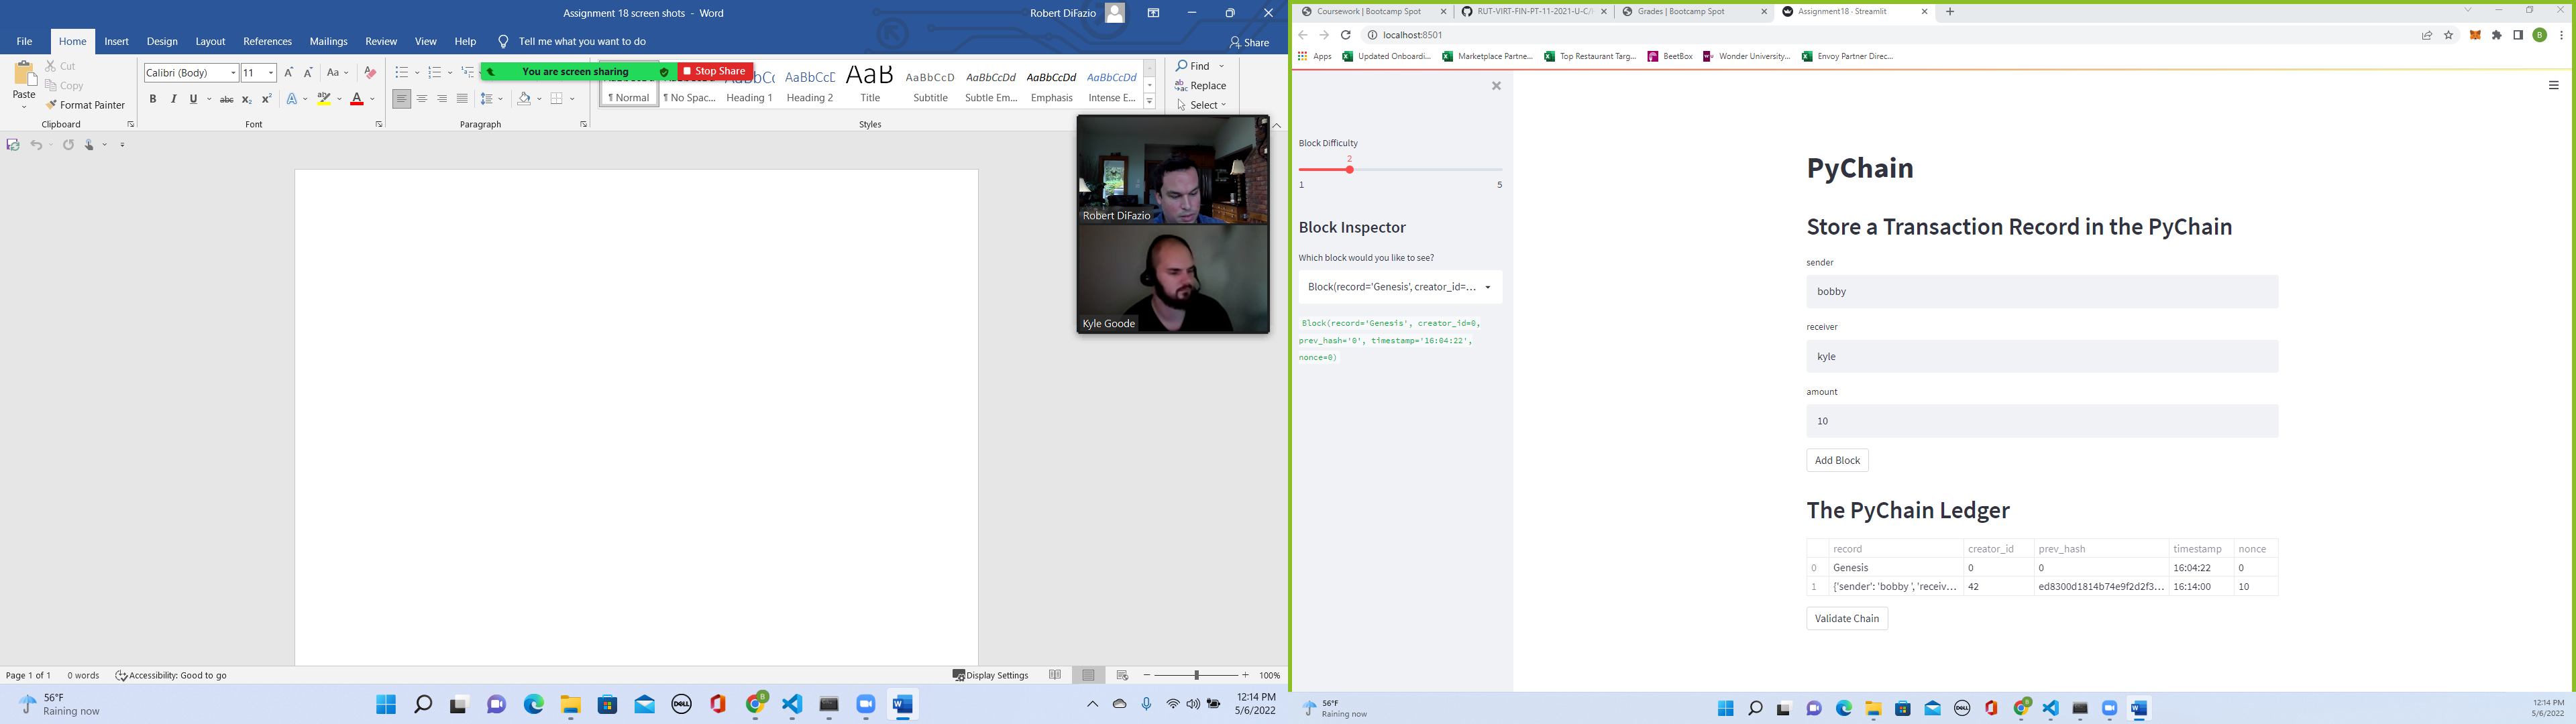 Assignment 18 screen shots - Word
Robert DiFazio
File Home Insert Design Layout References Mailings Review View Help Tell me what you want to do
Share
Cut
Copy
Paste
Format Painter
Calibri (Body) 11
You are screen sharing
Stop Share
¶ Normal ¶ No Spac... Heading 1 Heading 2 Title Subtitle Subtle Em... Emphasis Intense E...
Find
Replace
Select
Clipboard Font Paragraph Styles
Robert DiFazio
Kyle Goode
Page 1 of 1 0 words Accessibility: Good to go
Display Settings
100%
56°F
Raining now
12:14 PM
5/6/2022
Coursework | Bootcamp Spot
RUT-VIRT-FIN-PT-11-2021-U-C/
Grades | Bootcamp Spot
Assignment18 · Streamlit
localhost:8501
Apps Updated Onboardi... Marketplace Partne... Top Restaurant Targ... BeetBox Wonder University... Envoy Partner Direc...
Block Difficulty
2
1 5
Block Inspector
Which block would you like to see?
Block(record='Genesis', creator_id=...
Block(record='Genesis', creator_id=0,
prev_hash='0', timestamp='16:04:22',
nonce=0)
PyChain
Store a Transaction Record in the PyChain
sender
bobby
receiver
kyle
amount
10
Add Block
The PyChain Ledger
record creator_id prev_hash timestamp nonce
0 Genesis 0 0 16:04:22 0
1 {'sender': 'bobby ', 'receiv... 42 ed8300d1814b74e9f2d2f3... 16:14:00 10
Validate Chain
56°F
Raining now
12:14 PM
5/6/2022